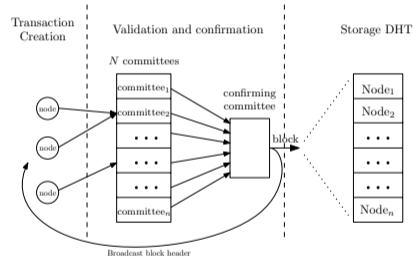 Transaction
Creation
Validation and confirmation
Storage DHT
N committees
confirming
committee
node
node
node
committee₁
committee₂
• • •
• • •
• • •
committeeₙ
block
Node₁
Node₂
• • •
• • •
• • •
Nodeₙ
Broadcast block header